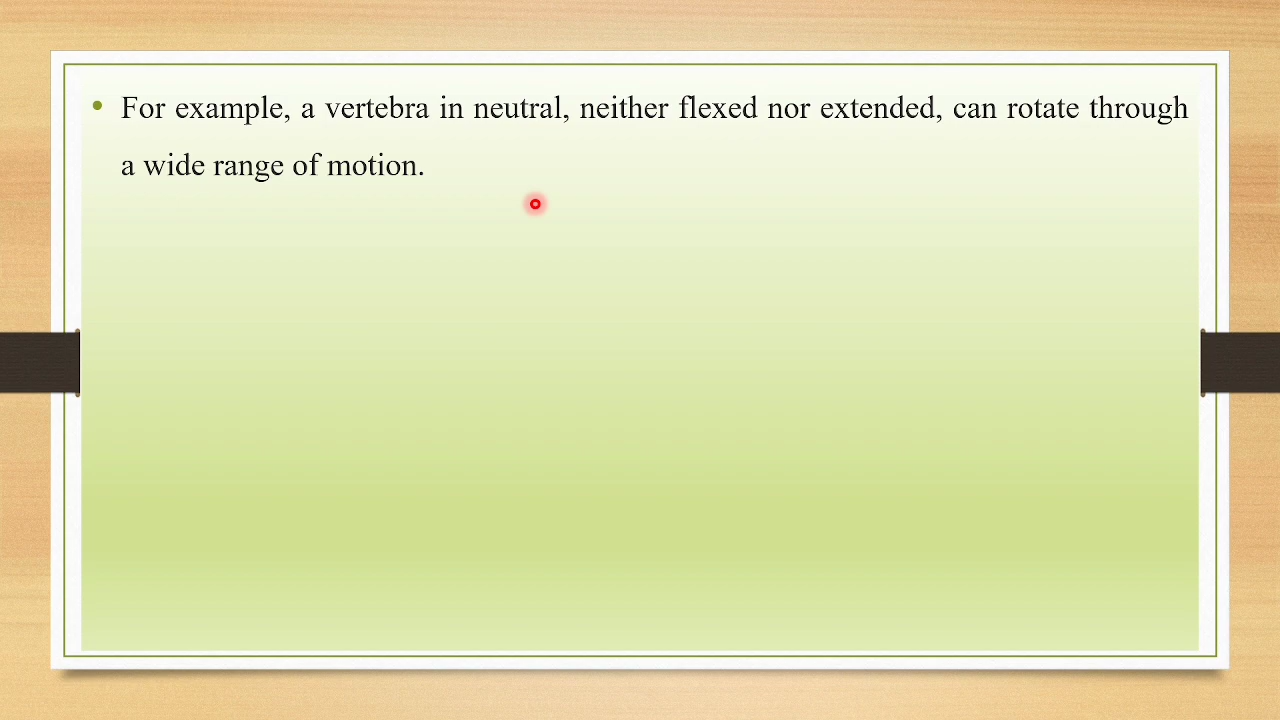 • For example, a vertebra in neutral, neither flexed nor extended, can rotate through
a wide range of motion.